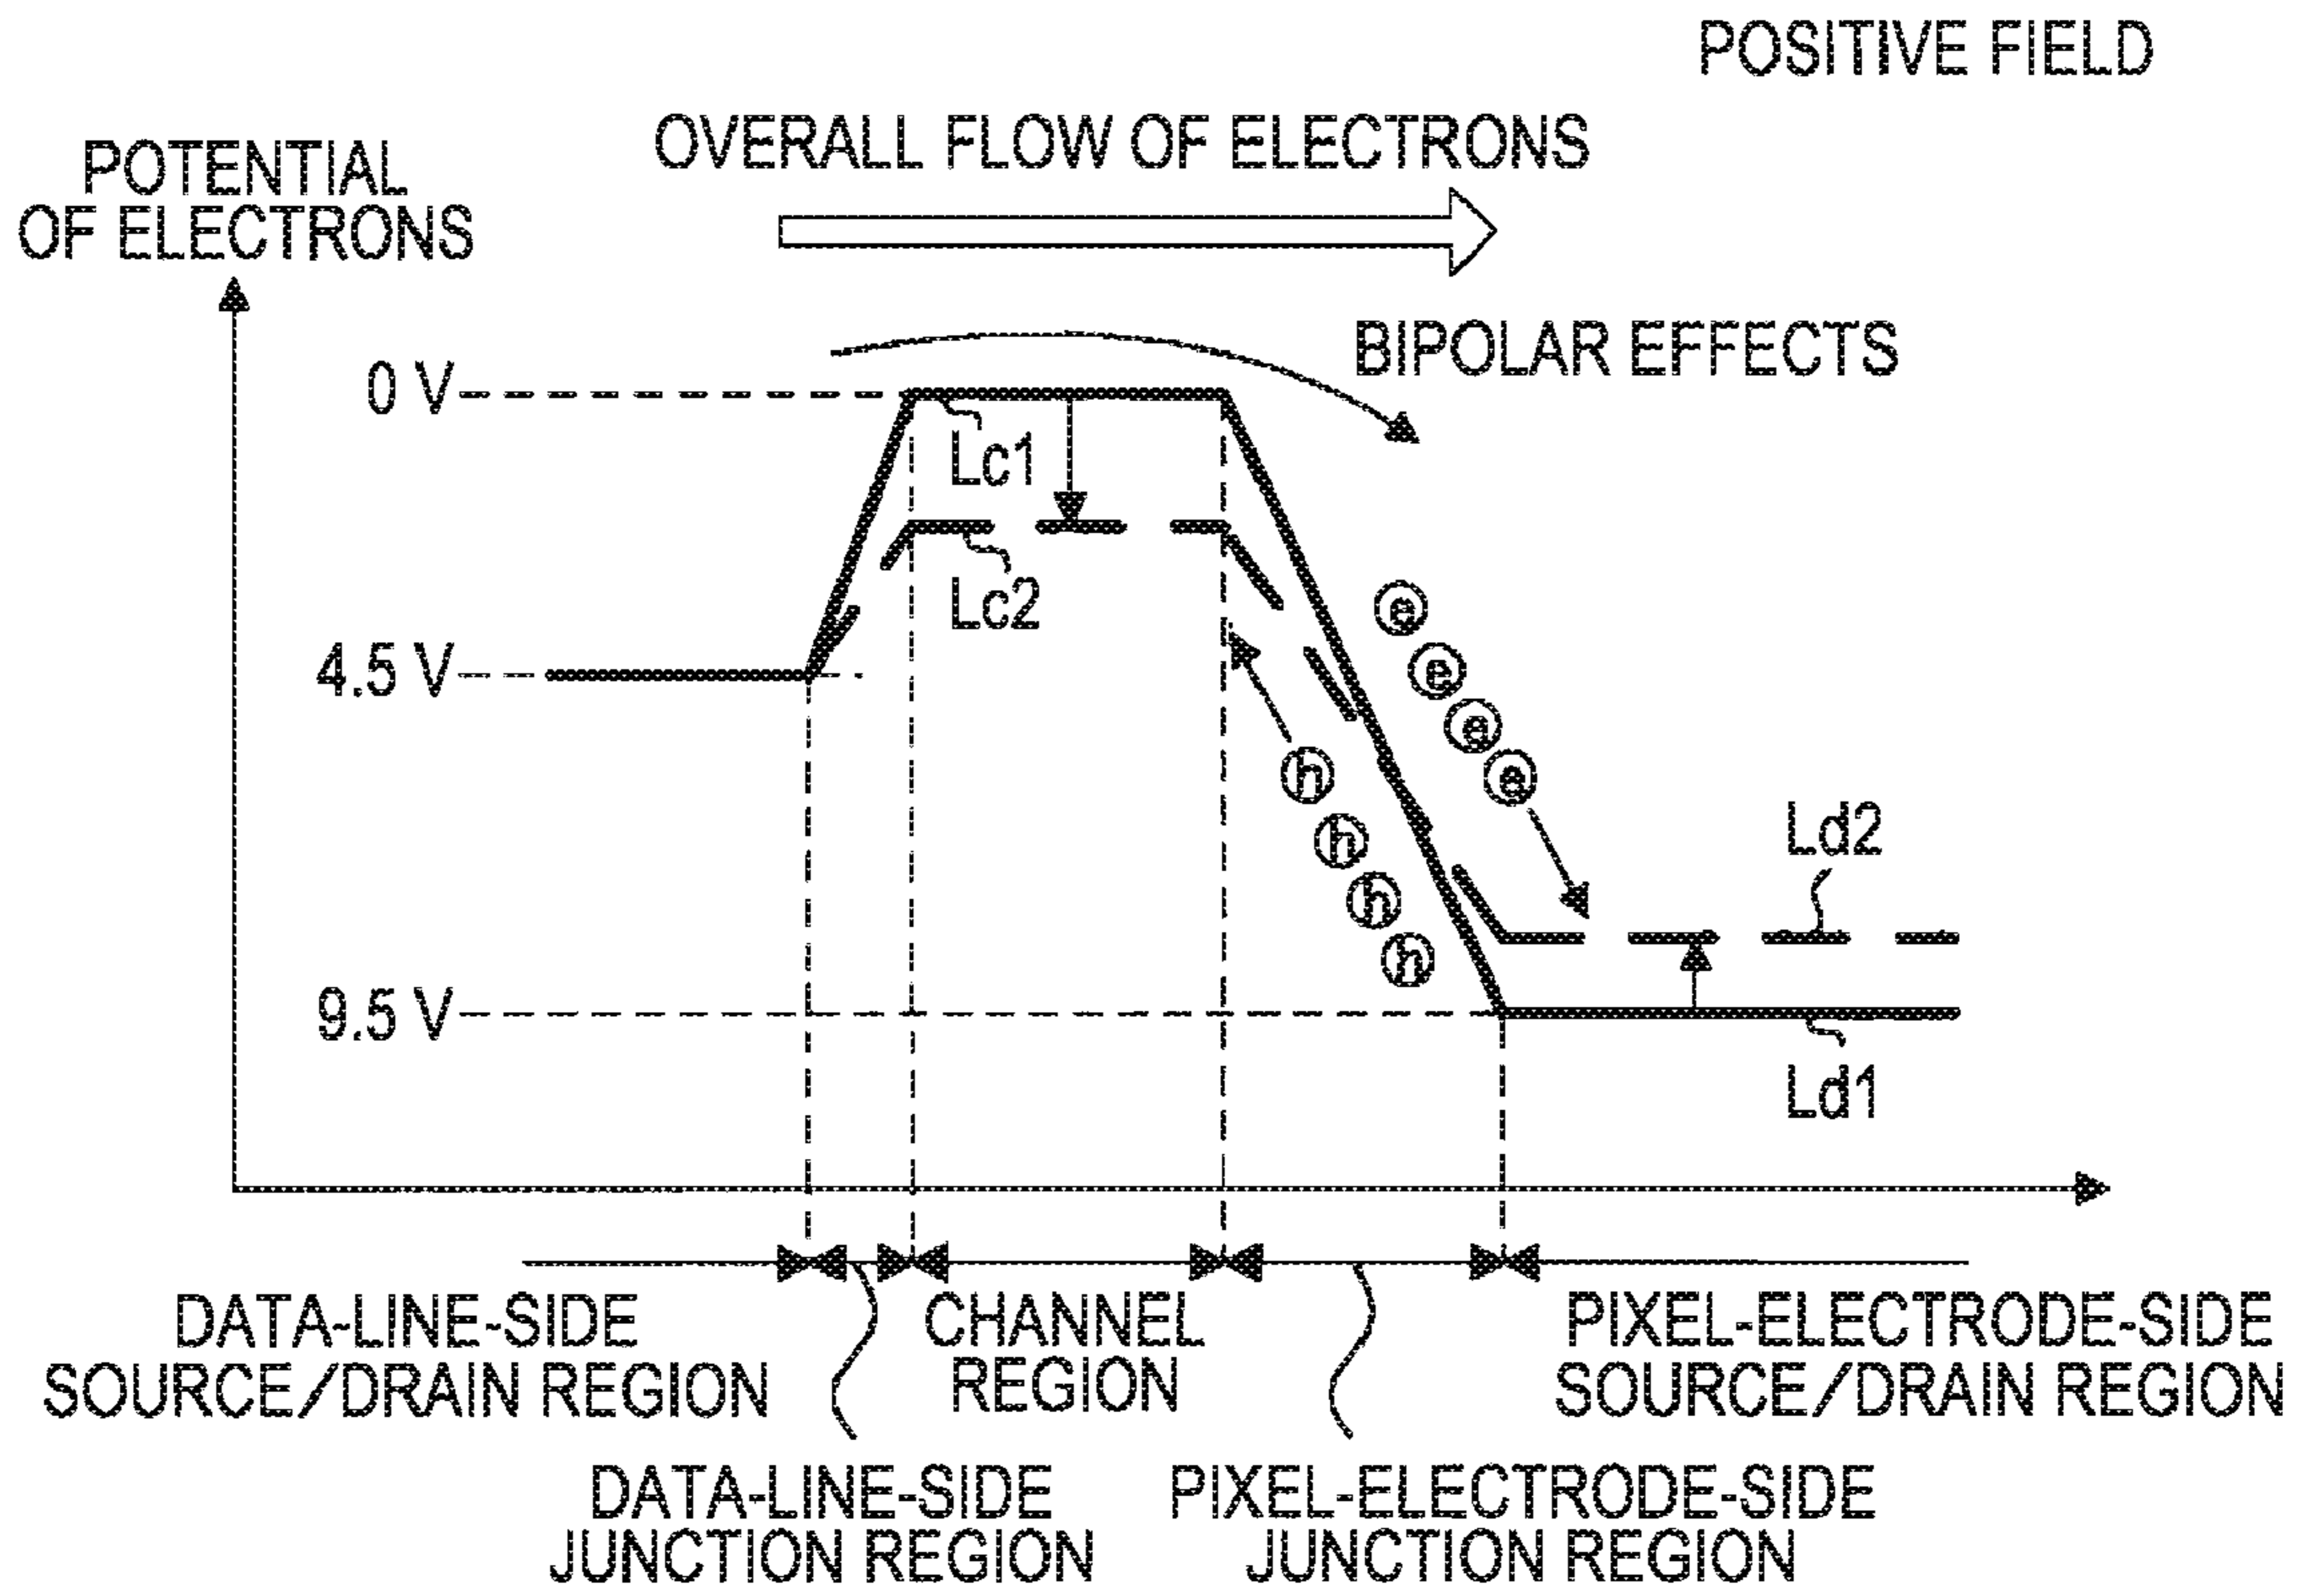 POSITIVE FIELD
OVERALL FLOW OF ELECTRONS
POTENTIAL
OF ELECTRONS
BIPOLAR EFFECTS
0 V
Lc1
Lc2
4.5 V
e
e
e
e
h
h
h
h
Ld2
9.5 V
Ld1
DATA-LINE-SIDE
SOURCE/DRAIN REGION
CHANNEL
REGION
PIXEL-ELECTRODE-SIDE
SOURCE/DRAIN REGION
DATA-LINE-SIDE
JUNCTION REGION
PIXEL-ELECTRODE-SIDE
JUNCTION REGION